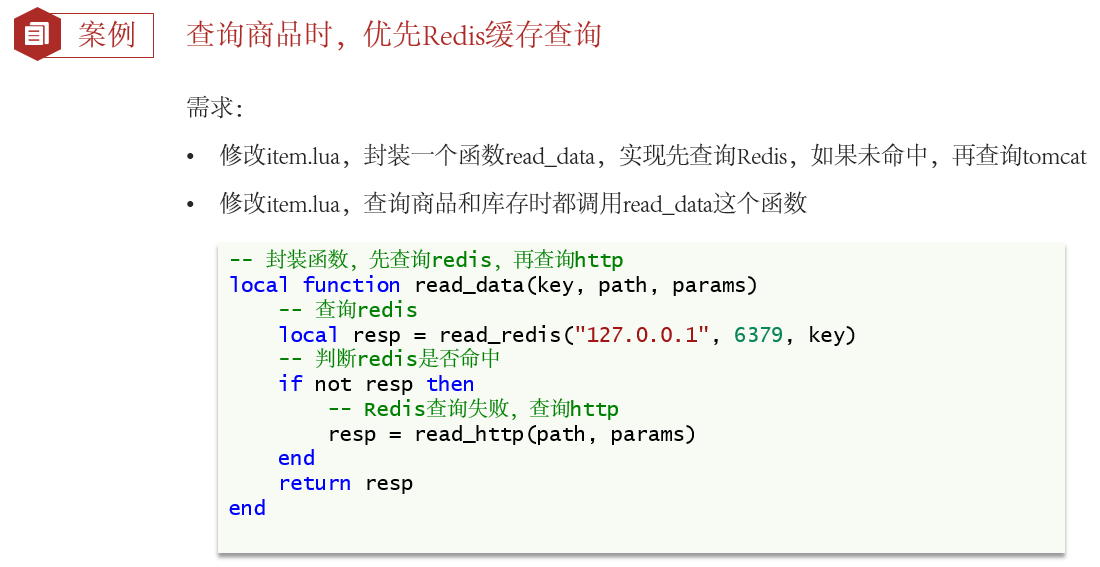 案例
查询商品时，优先Redis缓存查询
需求：
• 修改item.lua，封装一个函数read_data，实现先查询Redis，如果未命中，再查询tomcat
• 修改item.lua，查询商品和库存时都调用read_data这个函数
-- 封装函数，先查询redis，再查询http
local function read_data(key, path, params)
    -- 查询redis
    local resp = read_redis("127.0.0.1", 6379, key)
    -- 判断redis是否命中
    if not resp then
        -- Redis查询失败，查询http
        resp = read_http(path, params)
    end
    return resp
end